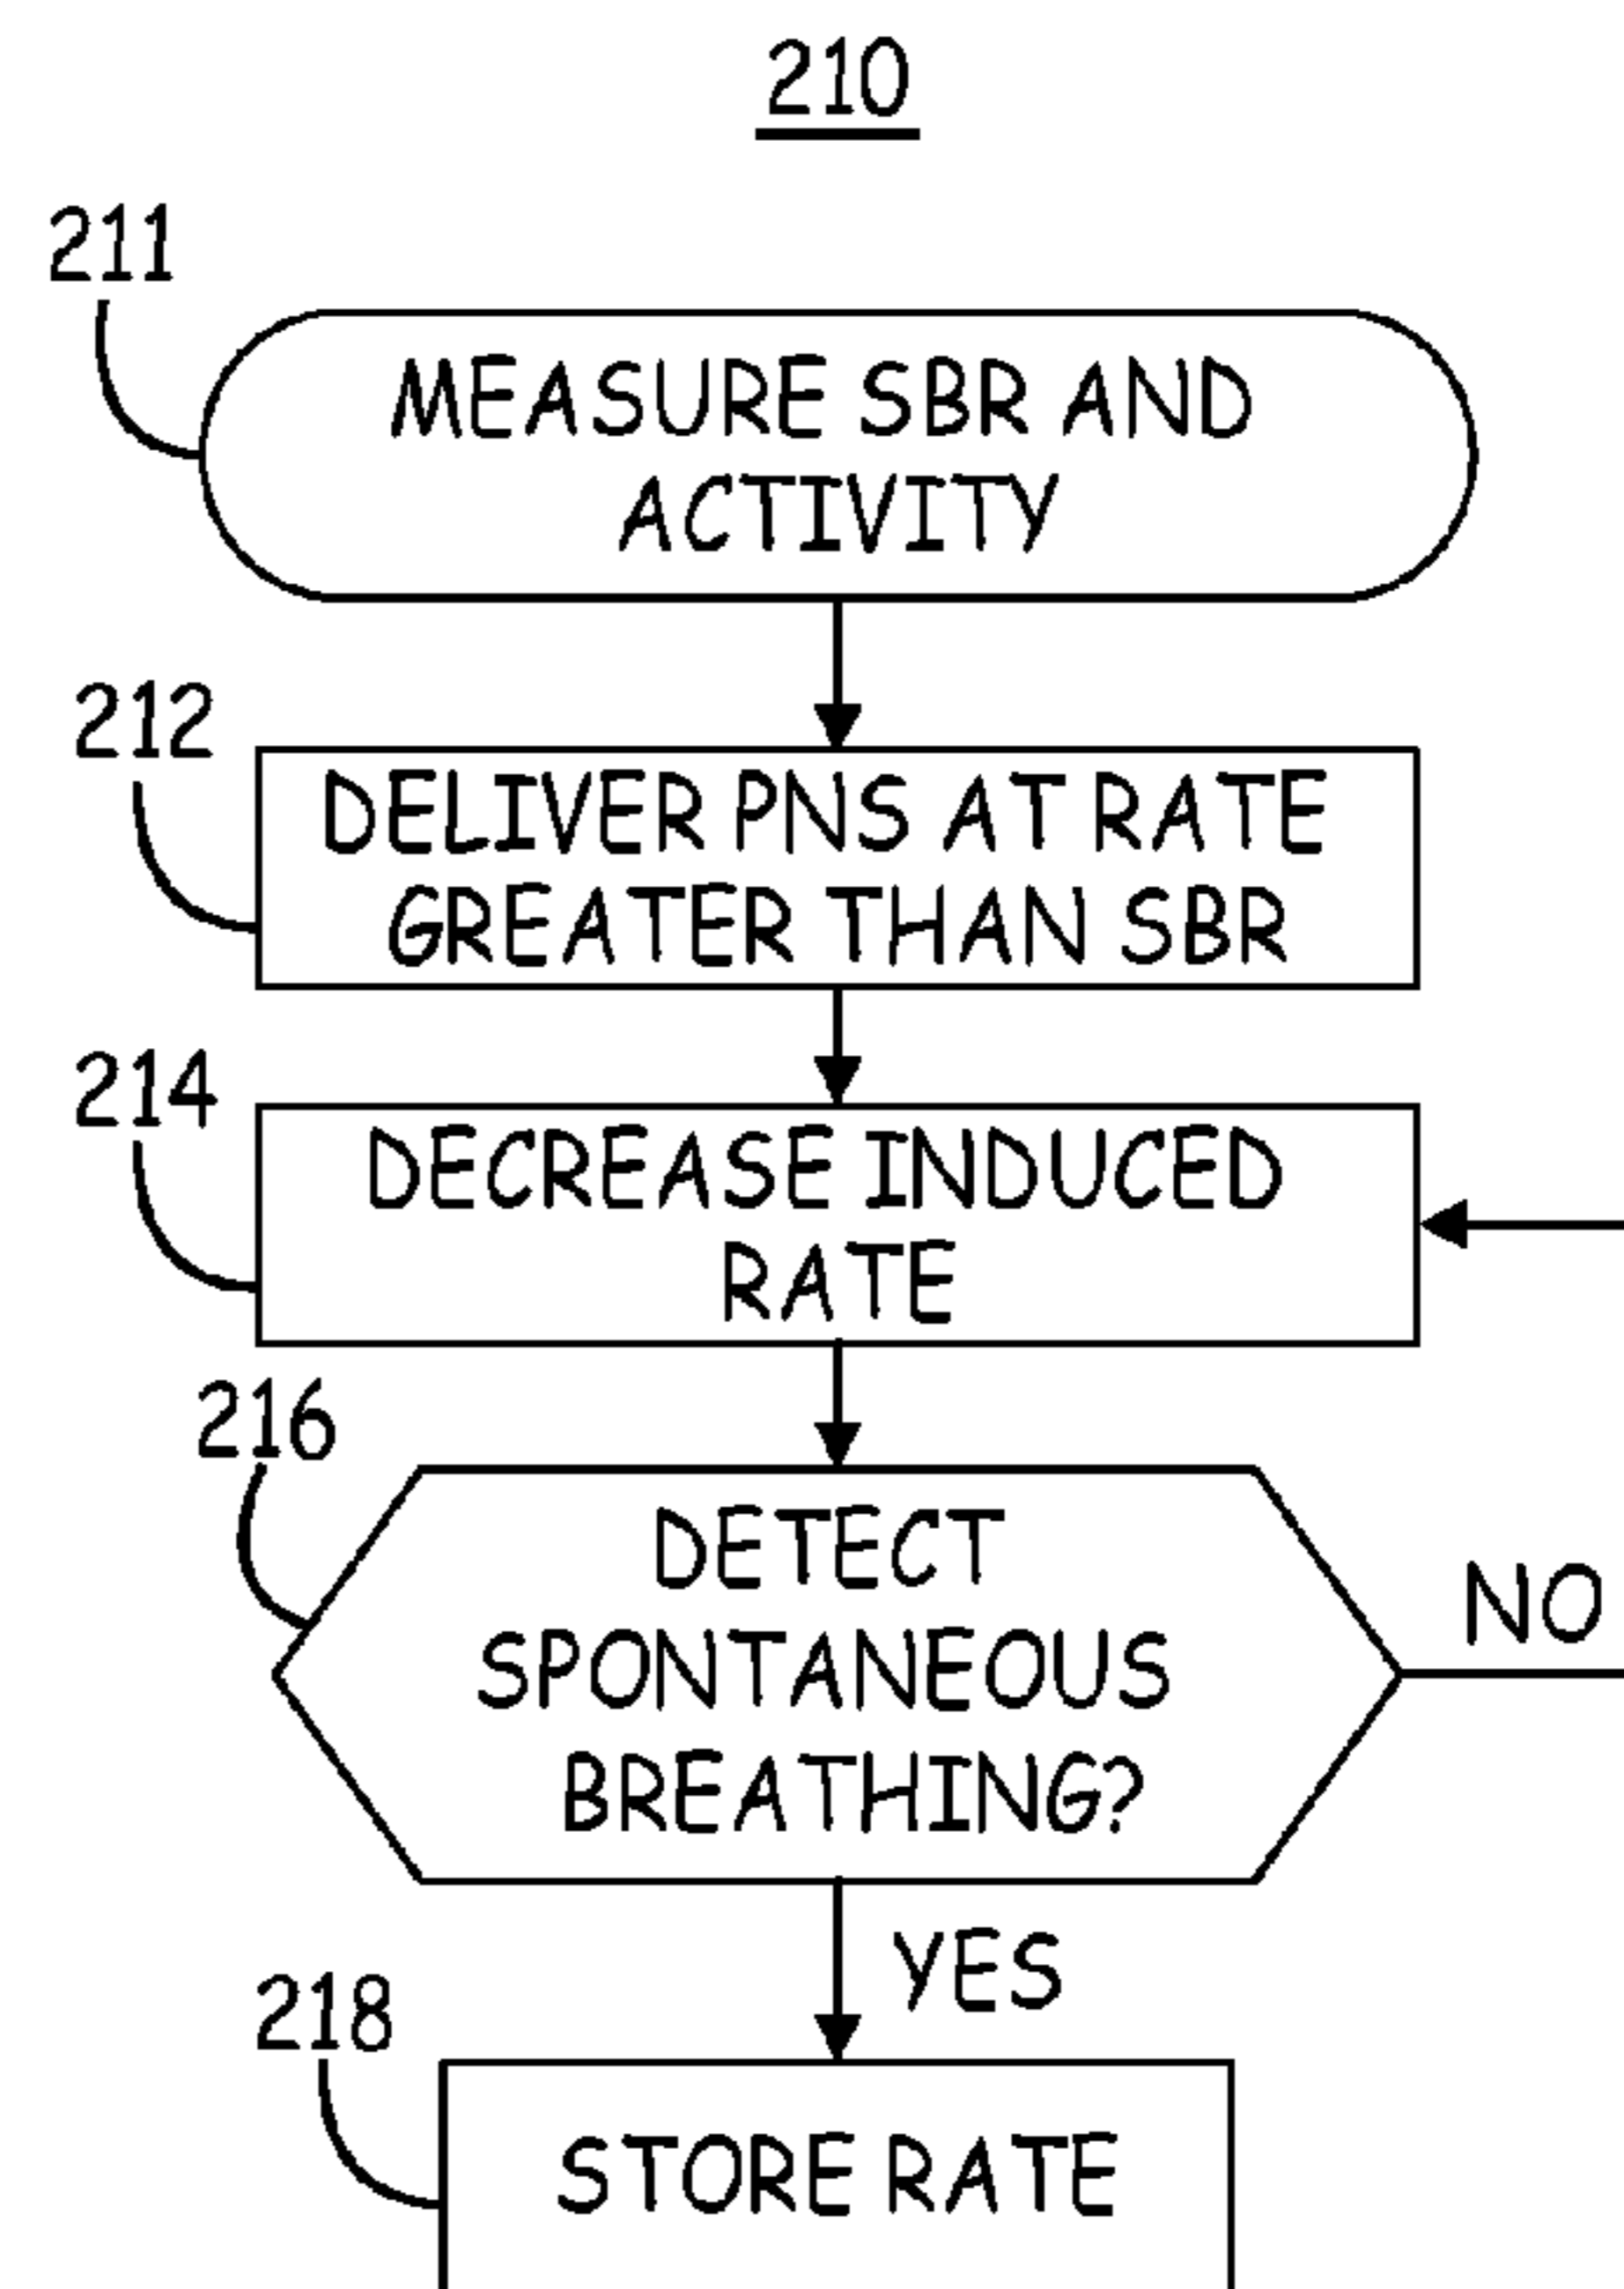 210
211
MEASURE SBR AND
ACTIVITY
212
DELIVER PNS AT RATE
GREATER THAN SBR
214
DECREASE INDUCED
RATE
216
DETECT
SPONTANEOUS
BREATHING?
NO
YES
218
STORE RATE